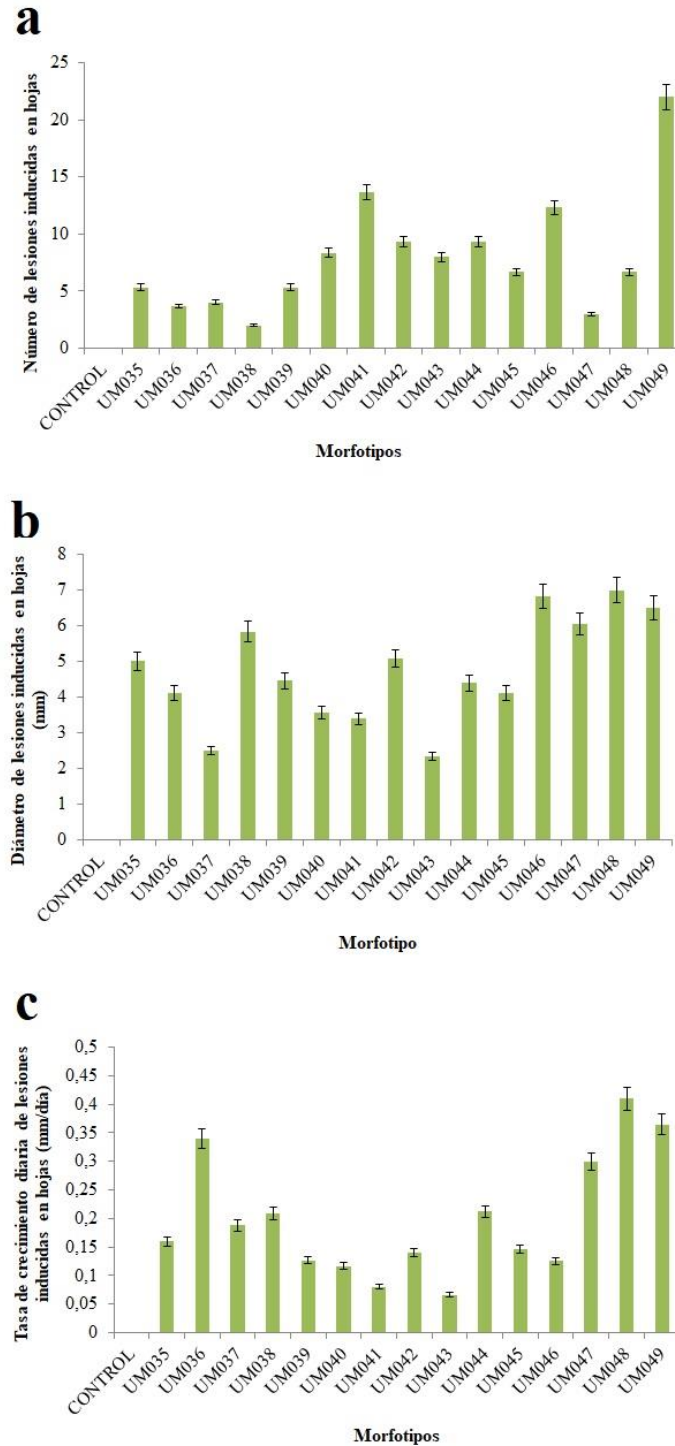 a
Número de lesiones inducidas en hojas
25
20
15
10
5
0
CONTROL
UM035
UM036
UM037
UM038
UM039
UM040
UM041
UM042
UM043
UM044
UM045
UM046
UM047
UM048
UM049
Morfotipos
b
Diámetro de lesiones inducidas en hojas
(mm)
8
7
6
5
4
3
2
1
0
CONTROL
UM035
UM036
UM037
UM038
UM039
UM040
UM041
UM042
UM043
UM044
UM045
UM046
UM047
UM048
UM049
Morfotipo
c
Tasa de crecimiento diaria de lesiones
inducidas en hojas (mm/día)
0,5
0,45
0,4
0,35
0,3
0,25
0,2
0,15
0,1
0,05
0
CONTROL
UM035
UM036
UM037
UM038
UM039
UM040
UM041
UM042
UM043
UM044
UM045
UM046
UM047
UM048
UM049
Morfotipos